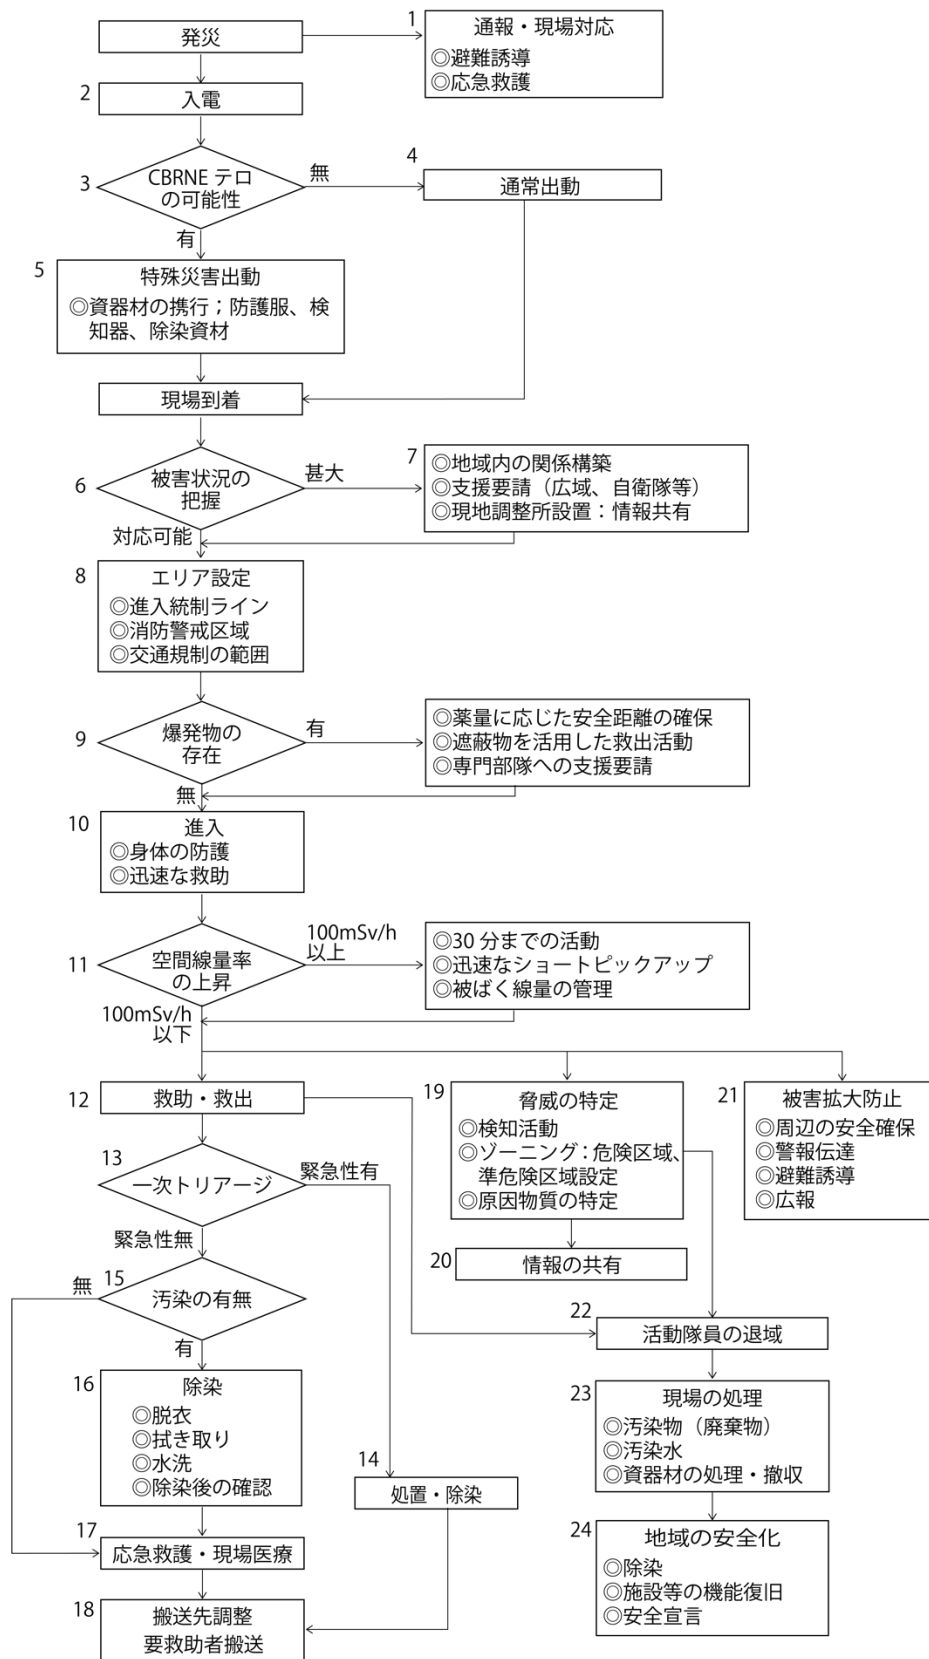 発災
1
通報・現場対応
◎避難誘導
◎応急救護
2
入電
3
CBRNE テロ
の可能性
無
4
通常出動
有
5
特殊災害出動
◎資器材の携行；防護服、検
知器、除染資材
現場到着
6
被害状況の
把握
甚大
7
◎地域内の関係構築
◎支援要請（広域、自衛隊等）
◎現地調整所設置：情報共有
対応可能
8
エリア設定
◎進入統制ライン
◎消防警戒区域
◎交通規制の範囲
9
爆発物の
存在
有
◎薬量に応じた安全距離の確保
◎遮蔽物を活用した救出活動
◎専門部隊への支援要請
無
10
進入
◎身体の防護
◎迅速な救助
11
空間線量率
の上昇
100mSv/h
以上
◎30 分までの活動
◎迅速なショートピックアップ
◎被ばく線量の管理
100mSv/h
以下
12
救助・救出
13
一次トリアージ
緊急性有
緊急性無
15
汚染の有無
無
有
16
除染
◎脱衣
◎拭き取り
◎水洗
◎除染後の確認
14
処置・除染
17
応急救護・現場医療
18
搬送先調整
要救助者搬送
19
脅威の特定
◎検知活動
◎ゾーニング：危険区域、
準危険区域設定
◎原因物質の特定
20
情報の共有
21
被害拡大防止
◎周辺の安全確保
◎警報伝達
◎避難誘導
◎広報
22
活動隊員の退域
23
現場の処理
◎汚染物（廃棄物）
◎汚染水
◎資器材の処理・撤収
24
地域の安全化
◎除染
◎施設等の機能復旧
◎安全宣言